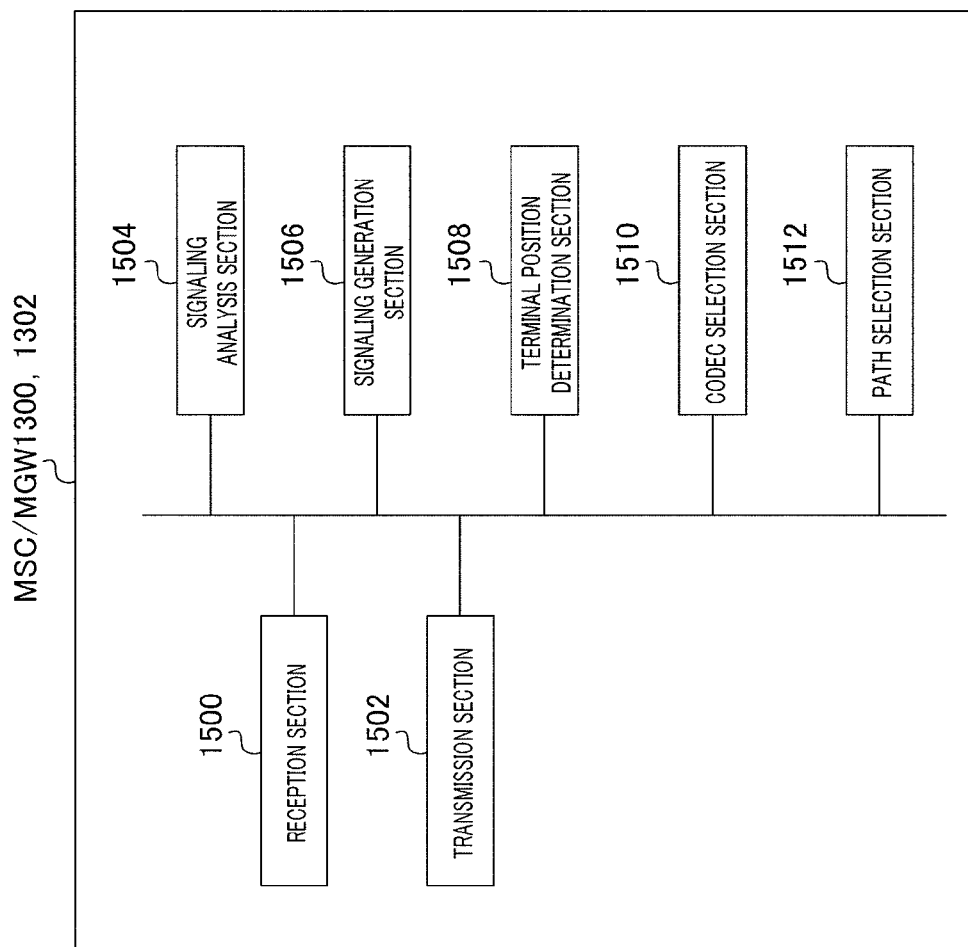 MSC/MGW1300, 1302
1500
RECEPTION SECTION
1502
TRANSMISSION SECTION
1504
SIGNALING
ANALYSIS SECTION
1506
SIGNALING GENERATION
SECTION
1508
TERMINAL POSITION
DETERMINATION SECTION
1510
CODEC SELECTION SECTION
1512
PATH SELECTION SECTION